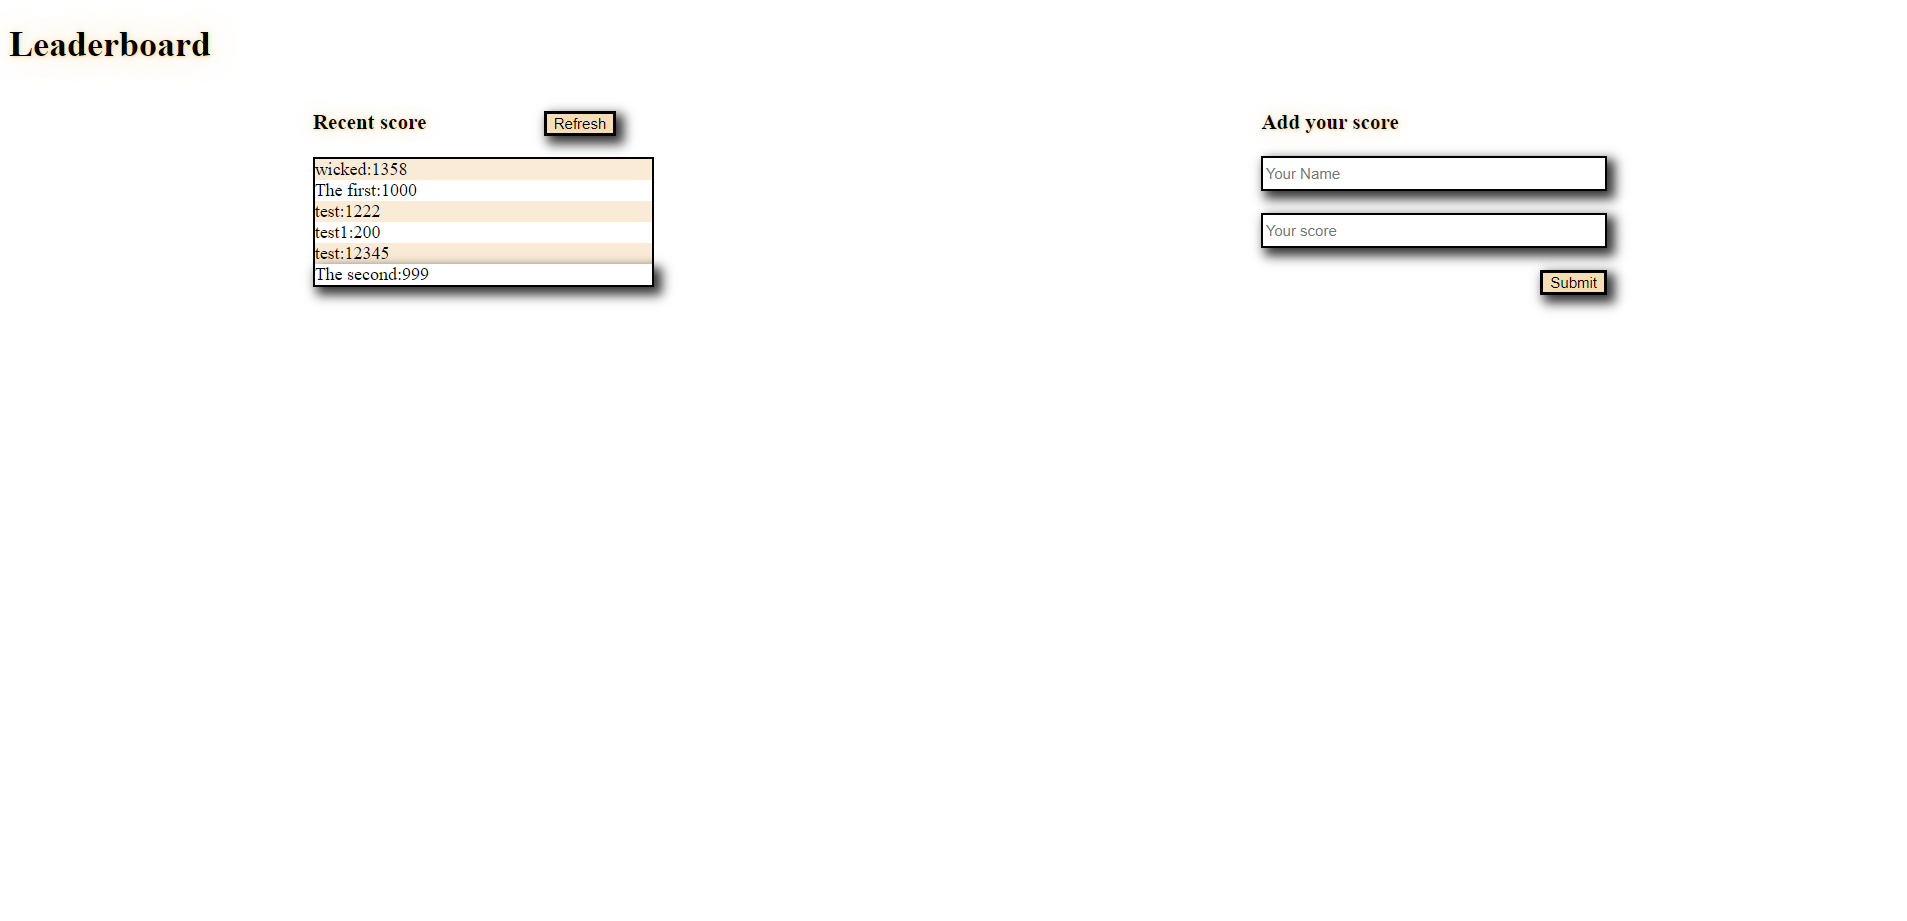 Leaderboard
Recent score
Refresh
wicked:1358
The first:1000
test:1222
test1:200
test:12345
The second:999
Add your score
Your Name
Your score
Submit